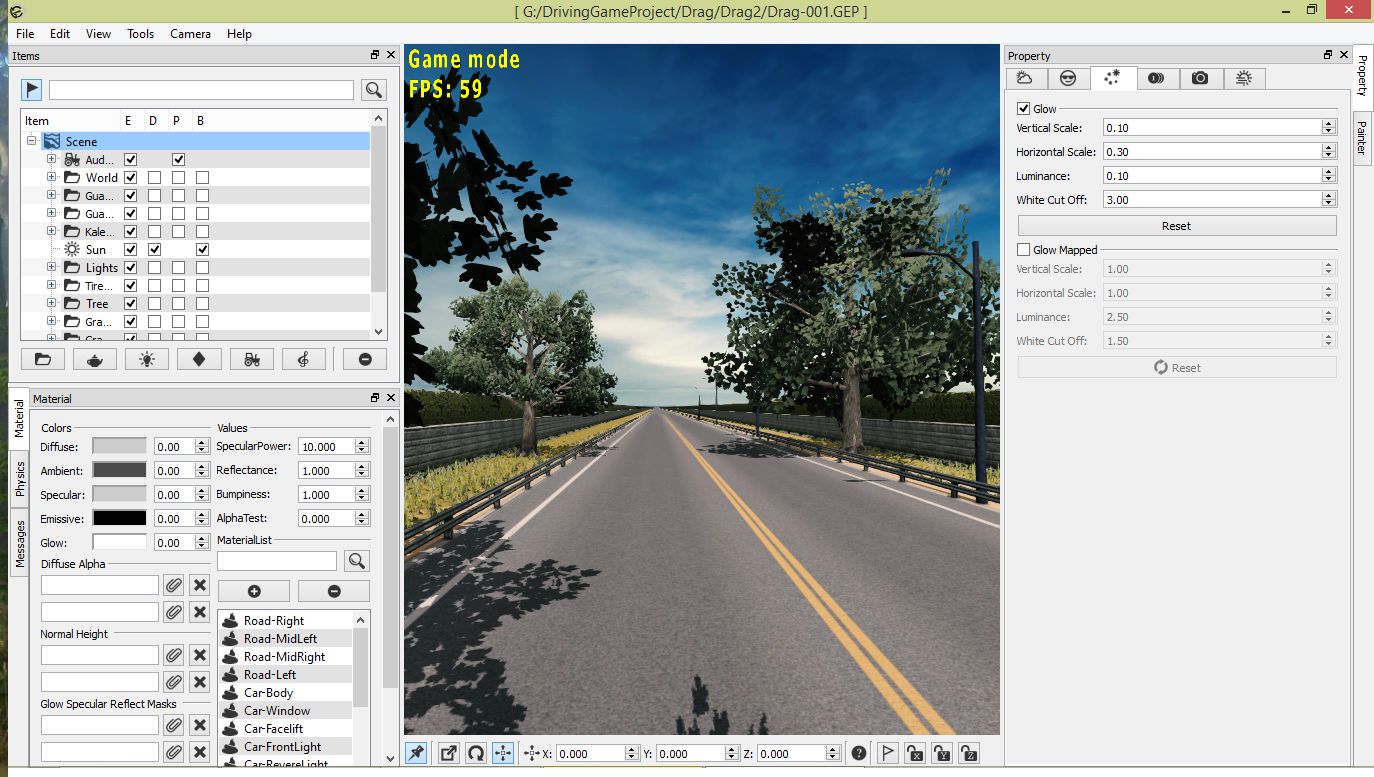 [ G:/DrivingGameProject/Drag/Drag2/Drag-001.GEP ]
File Edit View Tools Camera Help
Items
Item E D P B
Scene
Aud...
World
Gua...
Gua...
Kale...
Sun
Lights
Tire...
Tree
Gra...
Gra...
Material
Physics
Messages
Material
Colors
Diffuse: 0.00
Ambient: 0.00
Specular: 0.00
Emissive: 0.00
Glow: 0.00
Diffuse Alpha
Normal Height
Glow Specular Reflect Masks
Values
SpecularPower: 10.000
Reflectance: 1.000
Bumpiness: 1.000
AlphaTest: 0.000
MaterialList
Road-Right
Road-MidLeft
Road-MidRight
Road-Left
Car-Body
Car-Window
Car-Facelift
Car-FrontLight
Car-RevereLight
Game mode
FPS: 59
X: 0.000 Y: 0.000 Z: 0.000
X Y Z
Property
Glow
Vertical Scale: 0.10
Horizontal Scale: 0.30
Luminance: 0.10
White Cut Off: 3.00
Reset
Glow Mapped
Vertical Scale: 1.00
Horizontal Scale: 1.00
Luminance: 2.50
White Cut Off: 1.50
Reset
Property
Painter